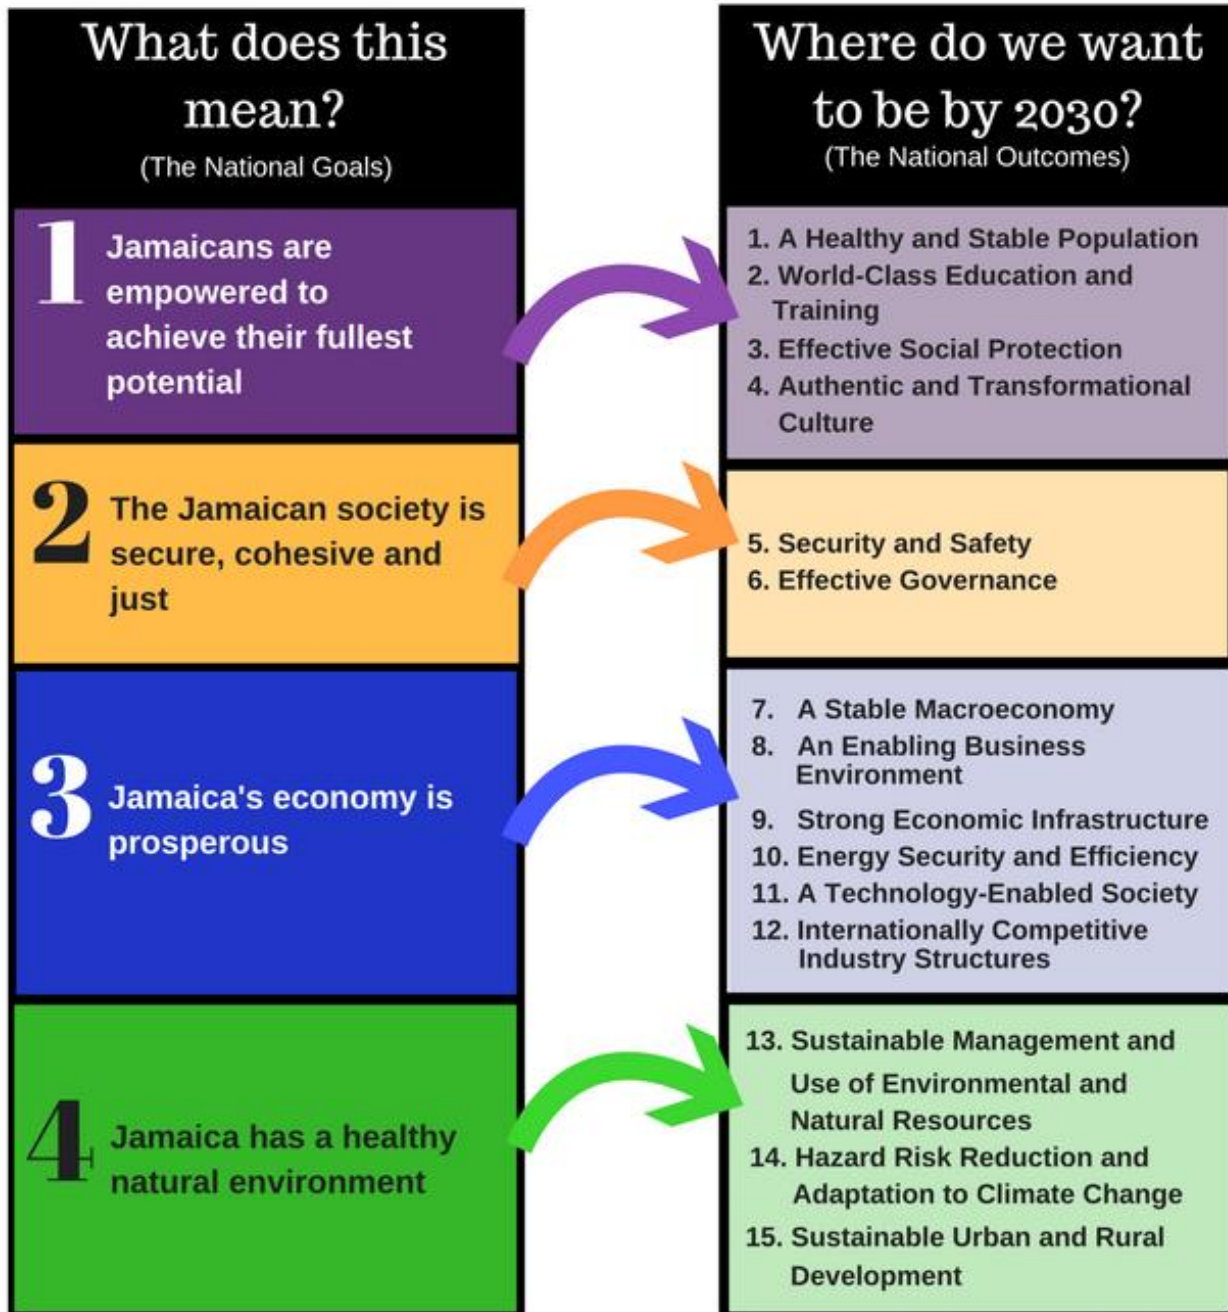 What does this
mean?
(The National Goals)
1
Jamaicans are
empowered to
achieve their fullest
potential
2
The Jamaican society is
secure, cohesive and
just
3
Jamaica's economy is
prosperous
4
Jamaica has a healthy
natural environment
Where do we want
to be by 2030?
(The National Outcomes)
1. A Healthy and Stable Population
2. World-Class Education and
Training
3. Effective Social Protection
4. Authentic and Transformational
Culture
5. Security and Safety
6. Effective Governance
7. A Stable Macroeconomy
8. An Enabling Business
Environment
9. Strong Economic Infrastructure
10. Energy Security and Efficiency
11. A Technology-Enabled Society
12. Internationally Competitive
Industry Structures
13. Sustainable Management and
Use of Environmental and
Natural Resources
14. Hazard Risk Reduction and
Adaptation to Climate Change
15. Sustainable Urban and Rural
Development